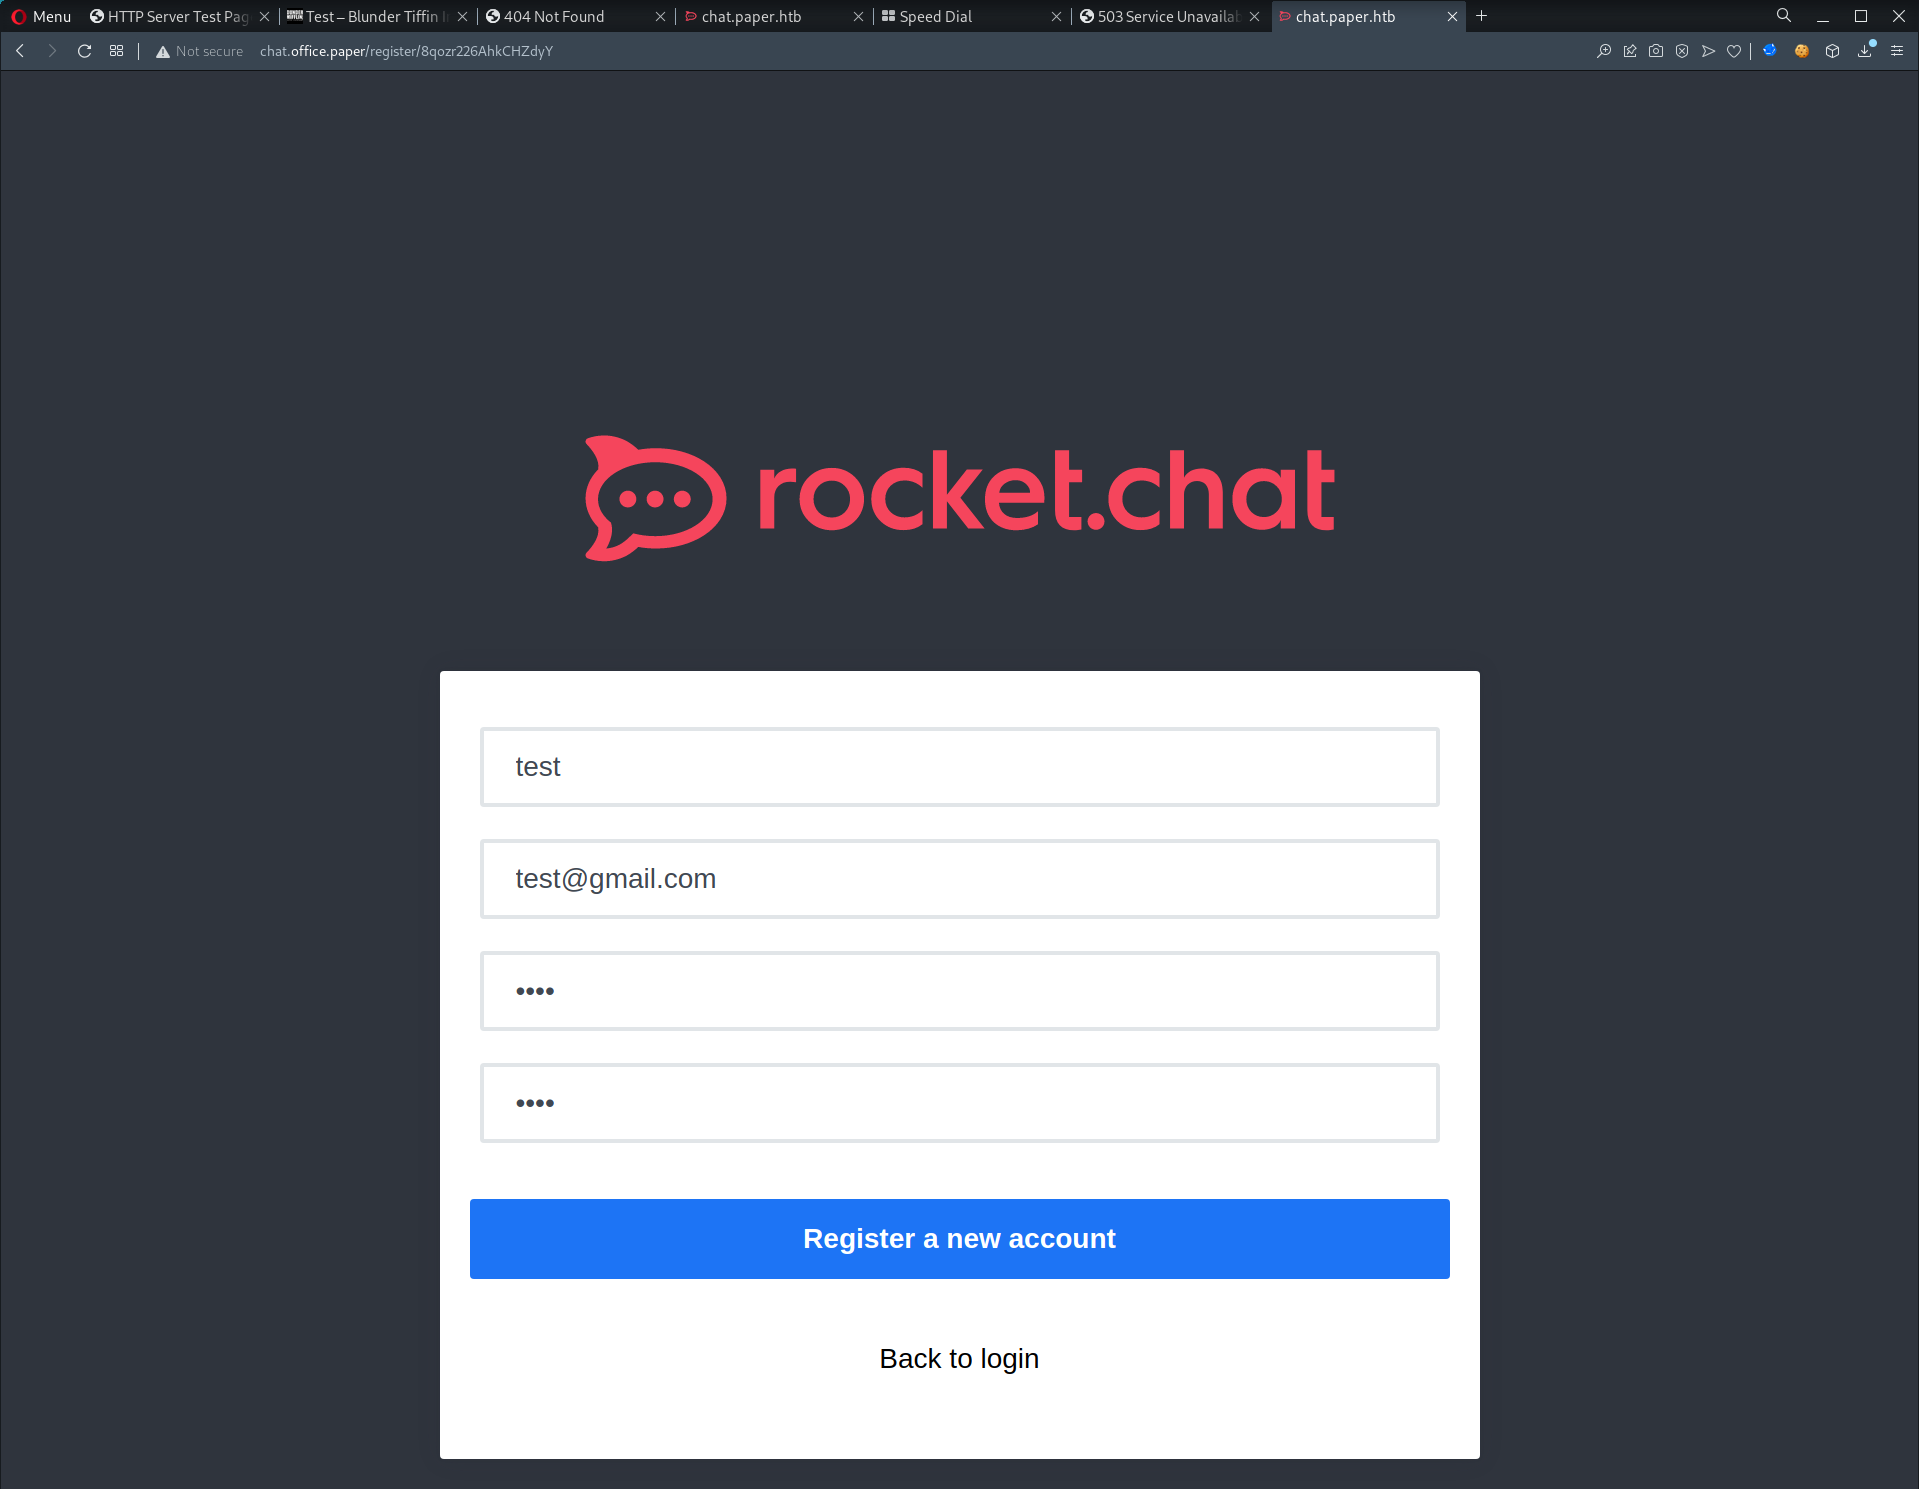 Menu
HTTP Server Test Pag
Test – Blunder Tiffin I
404 Not Found
chat.paper.htb
Speed Dial
503 Service Unavailab
chat.paper.htb
Not secure chat.office.paper/register/8qozr226AhkCHZdyY
rocket.chat
test
test@gmail.com
••••
••••
Register a new account
Back to login